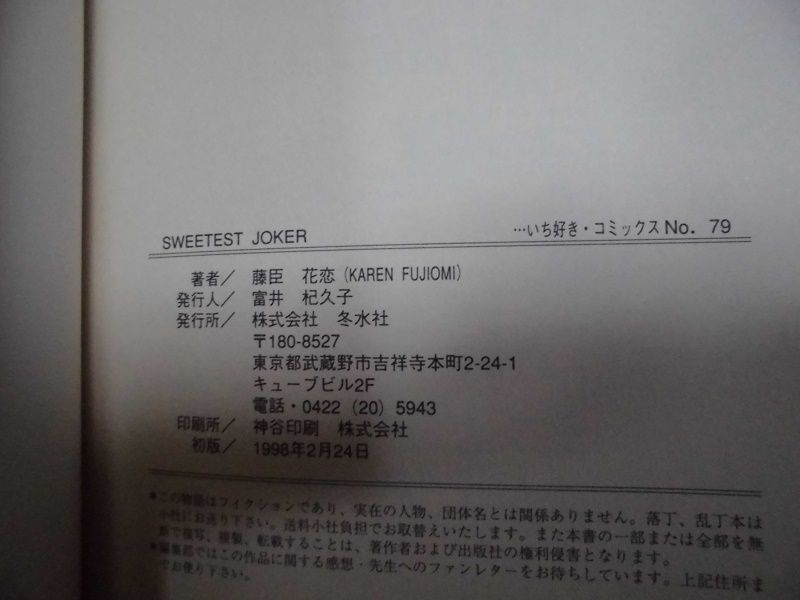 SWEETEST JOKER …いち好き・コミックスNo. 79
著者／ 藤臣 花恋 (KAREN FUJIOMI)
発行人／ 富井 杞久子
発行所／ 株式会社 冬水社
〒180-8527
東京都武蔵野市吉祥寺本町2-24-1
キューブビル2F
電話・0422 (20) 5943
印刷所／ 神谷印刷 株式会社
初版／ 1998年2月24日
*この物語はフィクションであり、実在の人物、団体名とは関係ありません。落丁、乱丁本は
小社にお送り下さい。送料小社負担でお取替えいたします。また本書の一部または全部を無
断で複写、複製、転載することは、著作者および出版社の権利侵害となります。
*編集部ではこの作品に関する感想・先生へのファンレターをお待ちしています。上記住所ま
でお便り下さい。